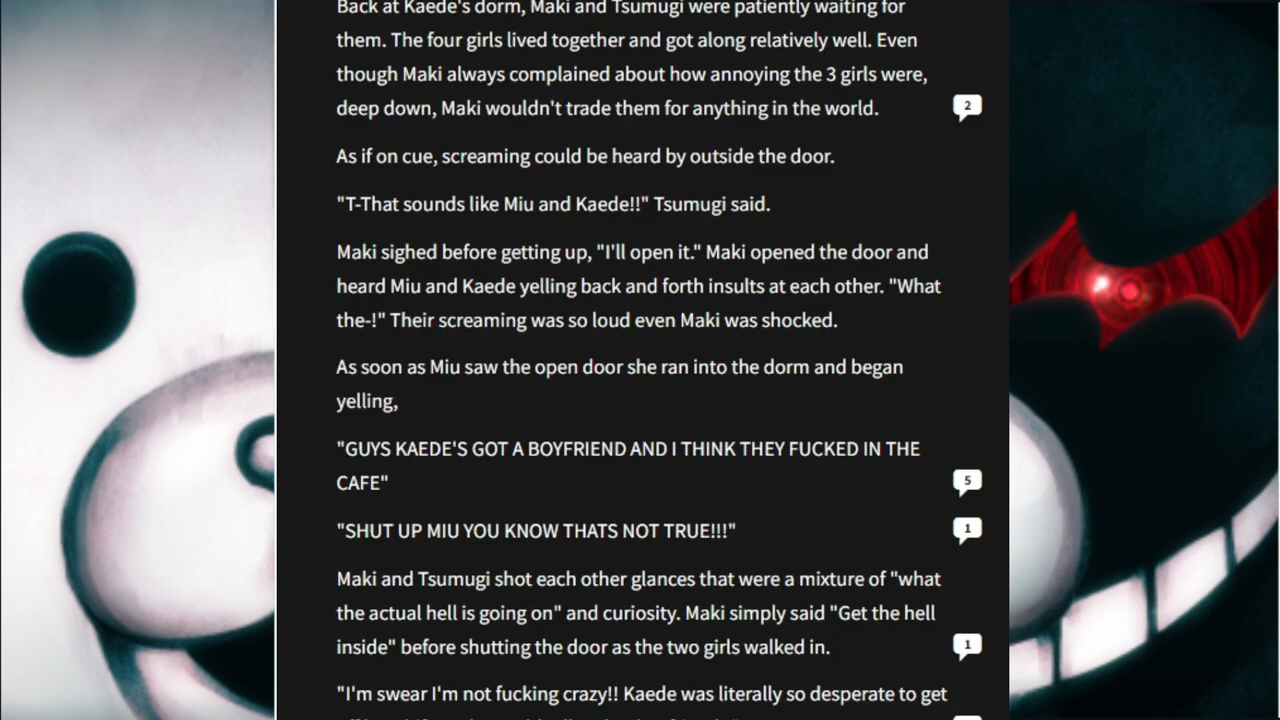 Back at Kaede's dorm, Maki and Tsumugi were patiently waiting for
them. The four girls lived together and got along relatively well. Even
though Maki always complained about how annoying the 3 girls were,
deep down, Maki wouldn't trade them for anything in the world.
2
As if on cue, screaming could be heard by outside the door.
"T-That sounds like Miu and Kaede!!" Tsumugi said.
Maki sighed before getting up, "I'll open it." Maki opened the door and
heard Miu and Kaede yelling back and forth insults at each other. "What
the-!" Their screaming was so loud even Maki was shocked.
As soon as Miu saw the open door she ran into the dorm and began
yelling,
"GUYS KAEDE'S GOT A BOYFRIEND AND I THINK THEY FUCKED IN THE
CAFE"
5
"SHUT UP MIU YOU KNOW THATS NOT TRUE!!!"
1
Maki and Tsumugi shot each other glances that were a mixture of "what
the actual hell is going on" and curiosity. Maki simply said "Get the hell
inside" before shutting the door as the two girls walked in.
1
"I'm swear I'm not fucking crazy!! Kaede was literally so desperate to get